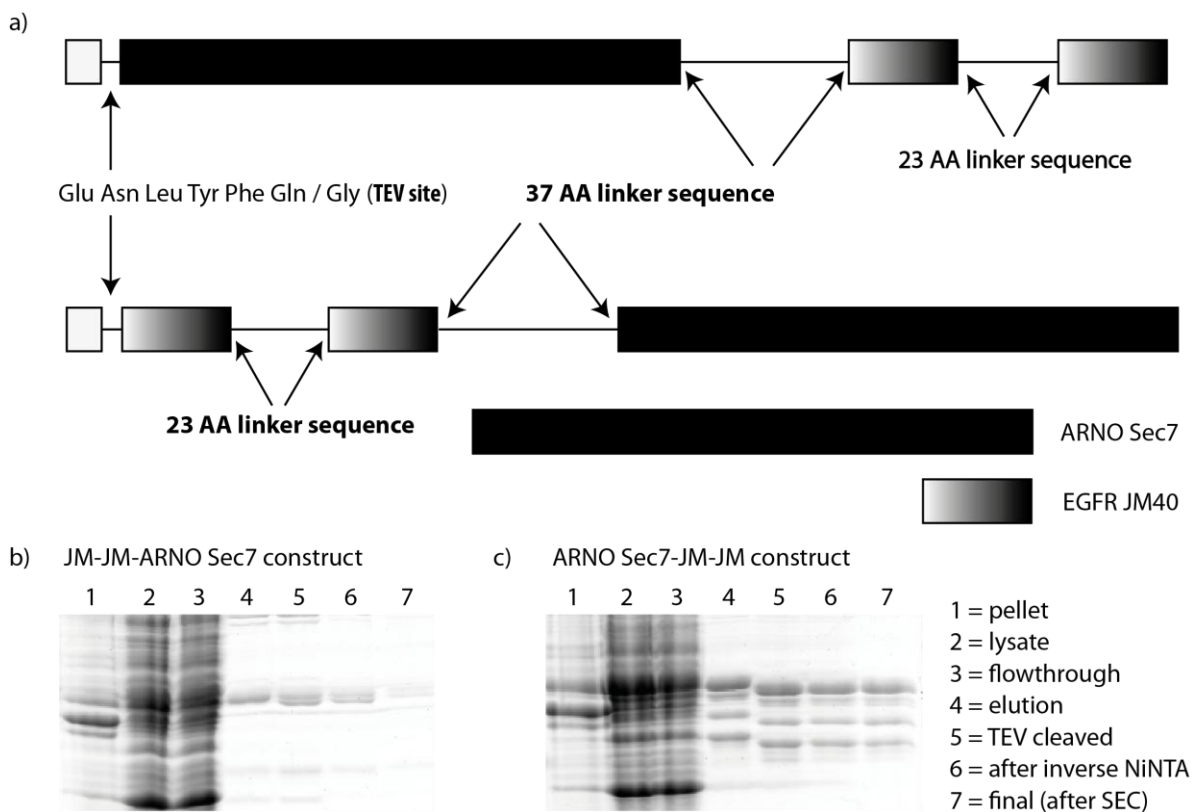 a)
23 AA linker sequence
Glu Asn Leu Tyr Phe Gln / Gly (TEV site)
37 AA linker sequence
23 AA linker sequence
ARNO Sec7
EGFR JM40
b) JM-JM-ARNO Sec7 construct
1 2 3 4 5 6 7
c) ARNO Sec7-JM-JM construct
1 2 3 4 5 6 7
1 = pellet
2 = lysate
3 = flowthrough
4 = elution
5 = TEV cleaved
6 = after inverse NiNTA
7 = final (after SEC)